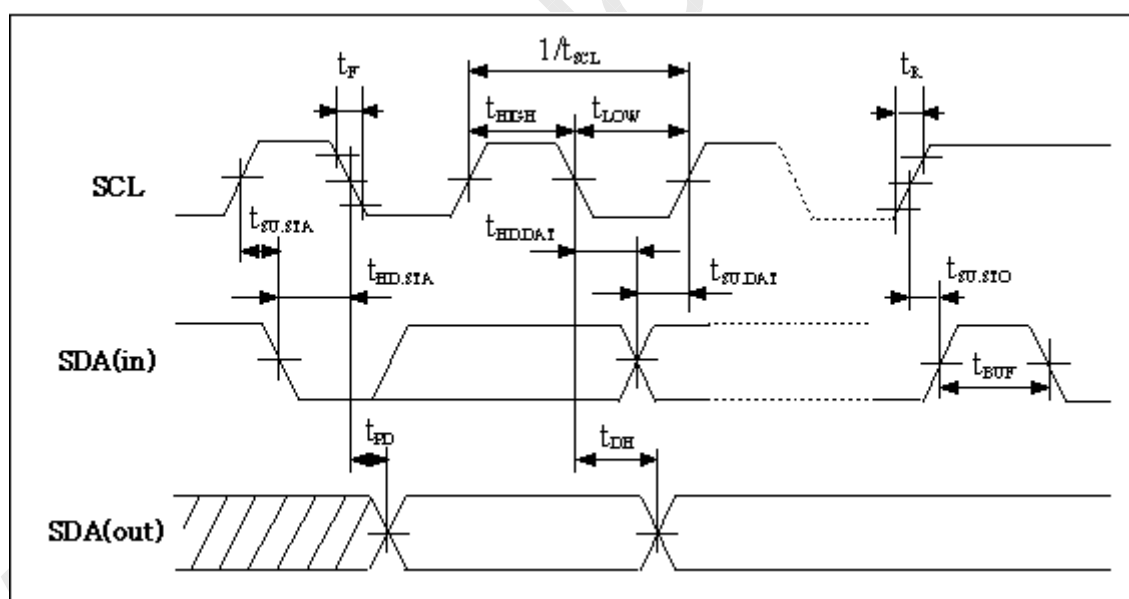 1/tSCL
tF
tR
tHIGH
tLOW
SCL
tSU.STA
tHD.DAT
tHD.STA
tSU.DAT
tSU.STO
SDA(in)
tBUF
tPD
tDH
SDA(out)